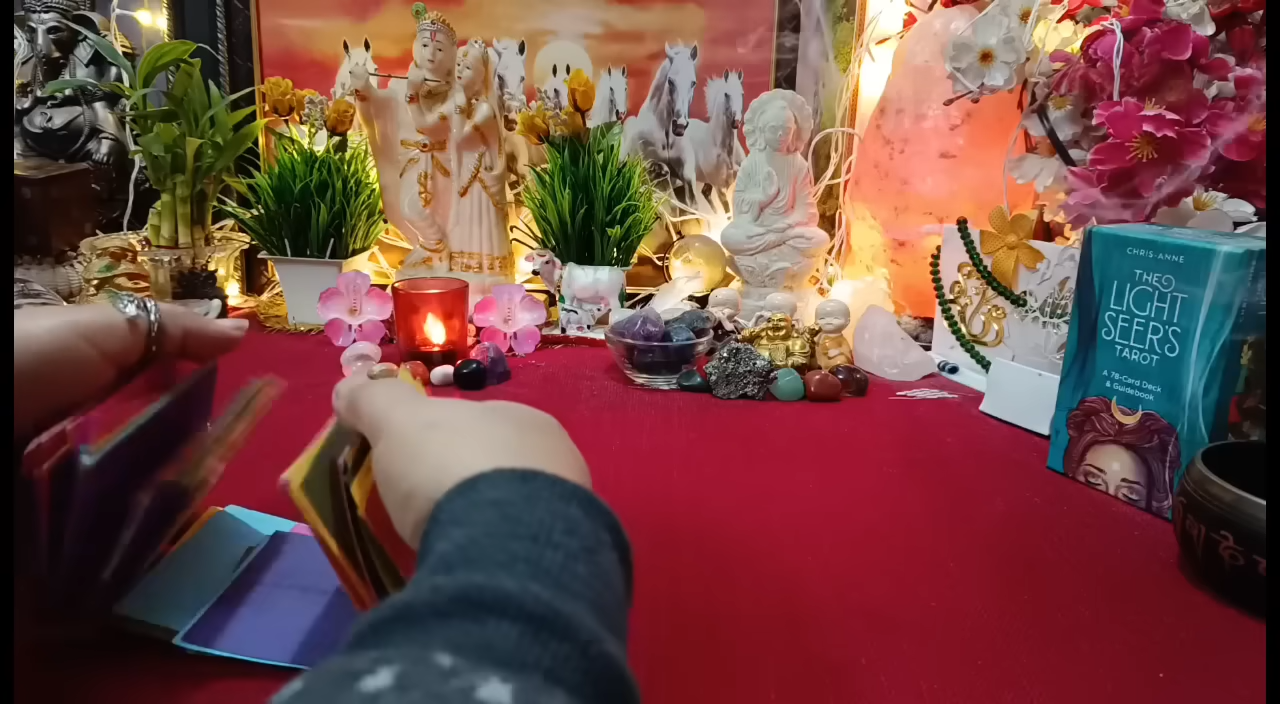 CHRIS-ANNE
THE
LIGHT
SEER'S
TAROT
A 78-Card Deck
& Guidebook